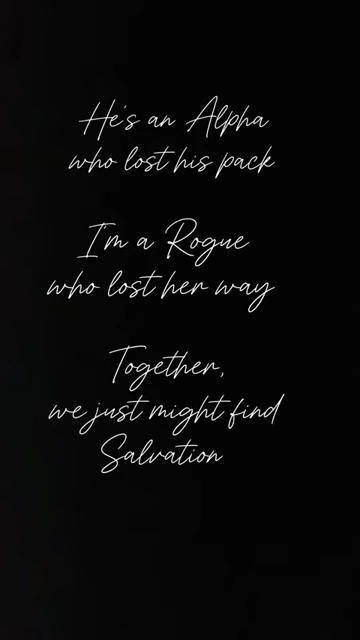 He's an Alpha
who lost his pack
I'm a Rogue
who lost her way
Together,
we just might find
Salvation